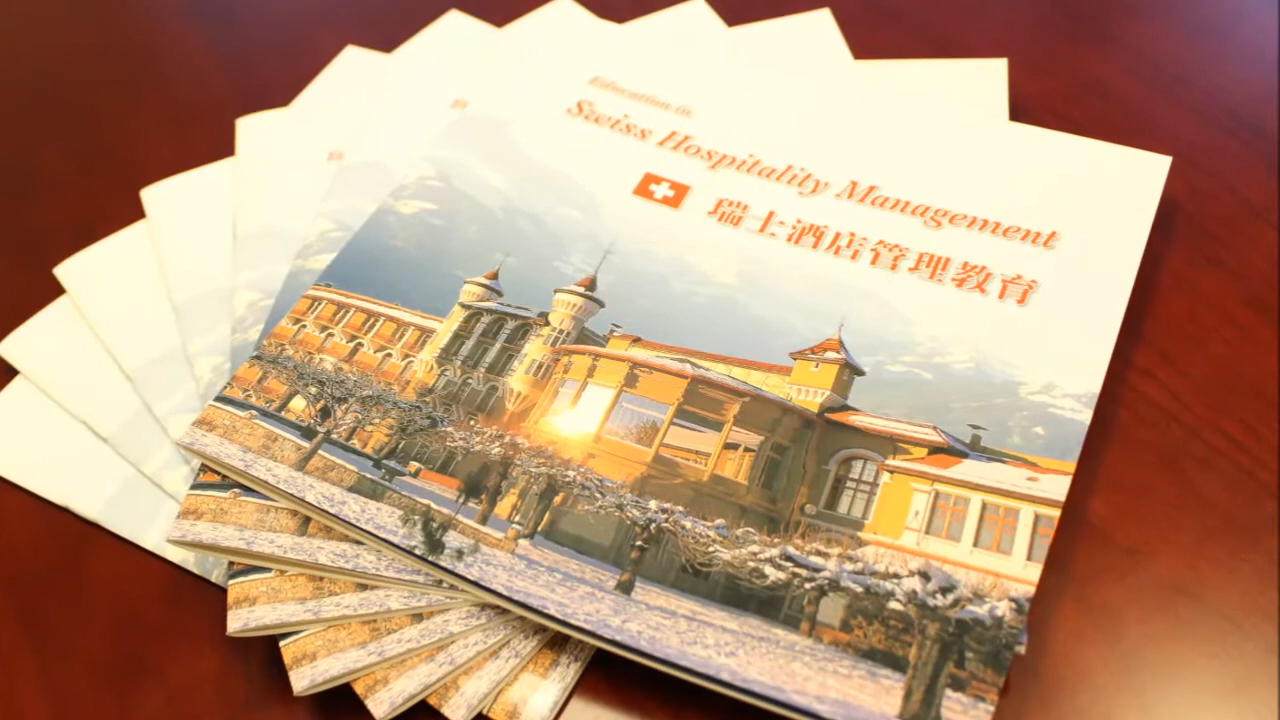 Education in
Swiss Hospitality Management
瑞士酒店管理教育